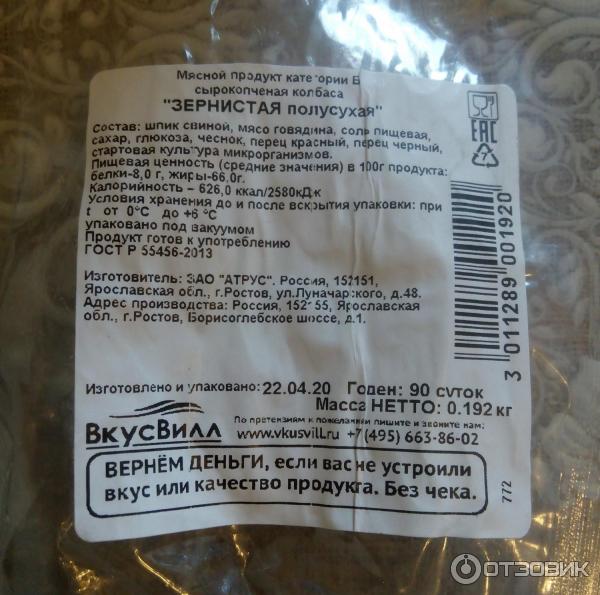 Мясной продукт категории Б
сырокопченая колбаса
"ЗЕРНИСТАЯ полусухая"
Состав: шпик свиной, мясо говядина, соль пищевая,
сахар, глюкоза, чеснок, перец красный, перец черный,
стартовая культура микроорганизмов.
Пищевая ценность (средние значения) в 100г продукта:
белки-8,0 г, жиры-66.0г.
Калорийность – 626,0 ккал/2580кДж
Условия хранения до и после вскрытия упаковки: при
t от 0°С до +6 °С
упаковано под вакуумом
Продукт готов к употреблению
ГОСТ Р 55456-2013
EAC
7
Изготовитель: ЗАО "АТРУС". Россия, 152151,
Ярославская обл., г.Ростов, ул.Луначарского, д.48.
Адрес производства: Россия, 152155, Ярославская
обл., г.Ростов, Борисоглебское шоссе, д.1.
3 011289 001920
Изготовлено и упаковано: 22.04.20 Годен: 90 суток
Масса НЕТТО: 0.192 кг
ВкусВилл
По претензиям и пожеланиям пишите и звоните нам:
www.vkusvill.ru +7 (495) 663-86-02
ВЕРНЁМ ДЕНЬГИ, если вас не устроили
вкус или качество продукта. Без чека.
772
ОТЗОВИК